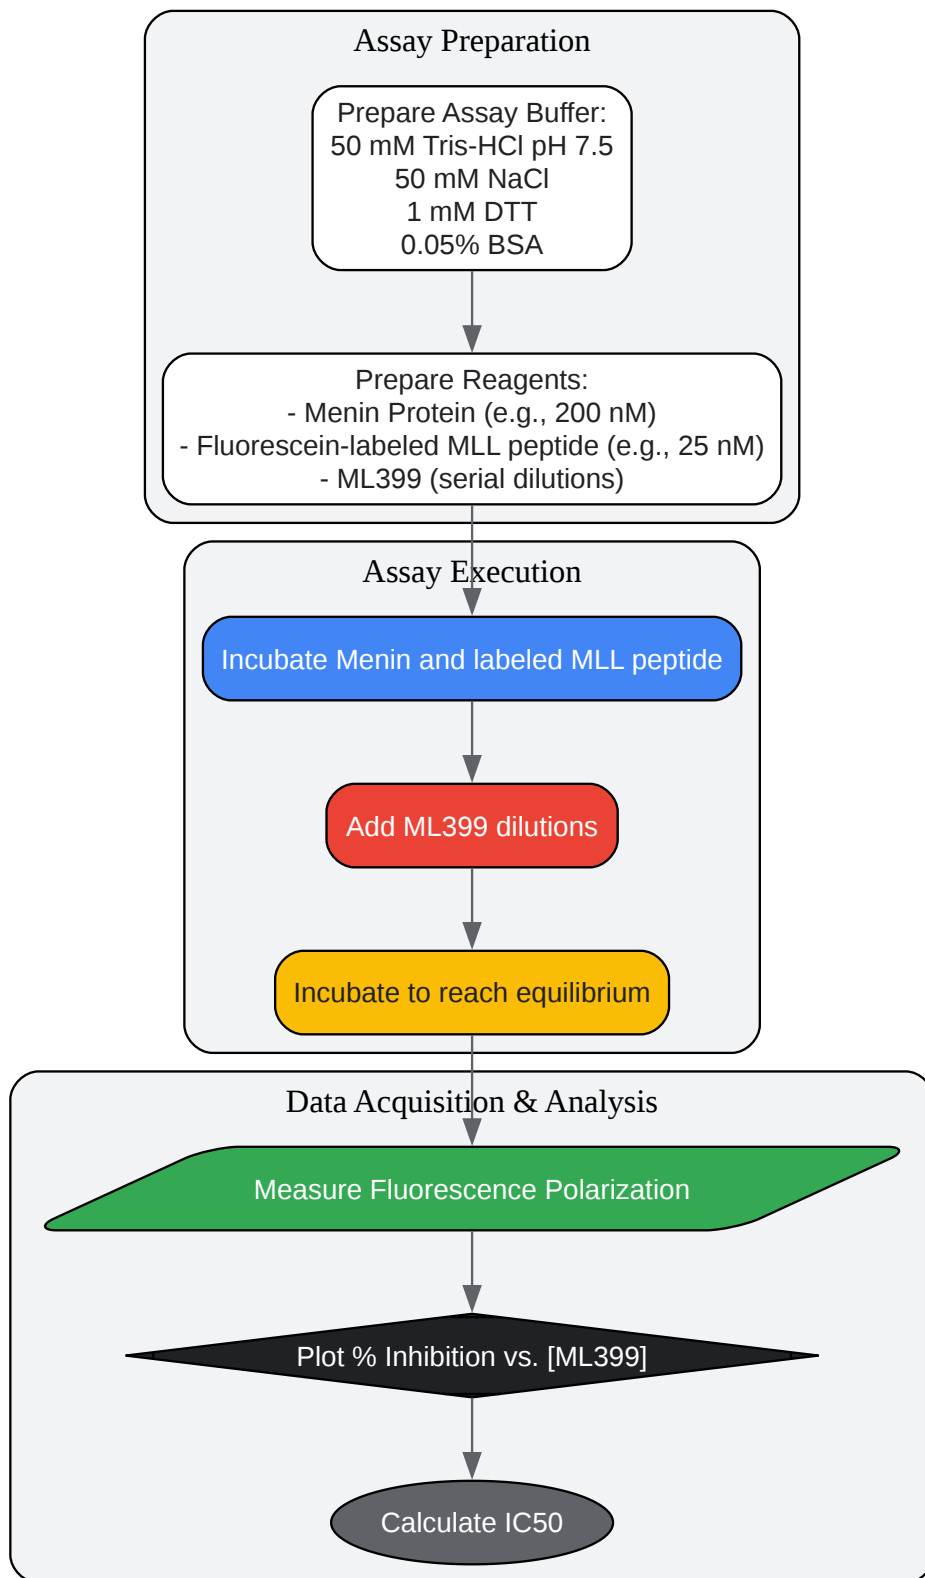 Assay Preparation
Prepare Assay Buffer:
50 mM Tris-HCl pH 7.5
50 mM NaCl
1 mM DTT
0.05% BSA
Prepare Reagents:
- Menin Protein (e.g., 200 nM)
- Fluorescein-labeled MLL peptide (e.g., 25 nM)
- ML399 (serial dilutions)
Assay Execution
Incubate Menin and labeled MLL peptide
Add ML399 dilutions
Incubate to reach equilibrium
Data Acquisition & Analysis
Measure Fluorescence Polarization
Plot % Inhibition vs. [ML399]
Calculate IC50